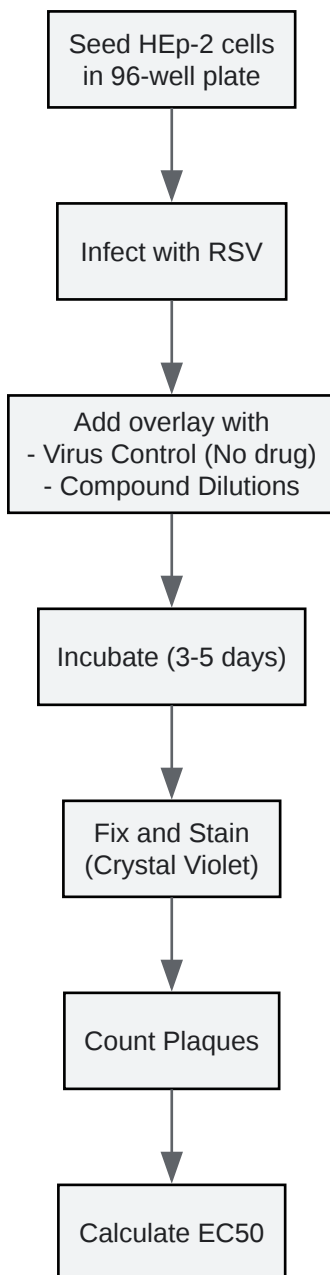 Seed HEp-2 cells
in 96-well plate
Infect with RSV
Add overlay with
- Virus Control (No drug)
- Compound Dilutions
Incubate (3-5 days)
Fix and Stain
(Crystal Violet)
Count Plaques
Calculate EC50